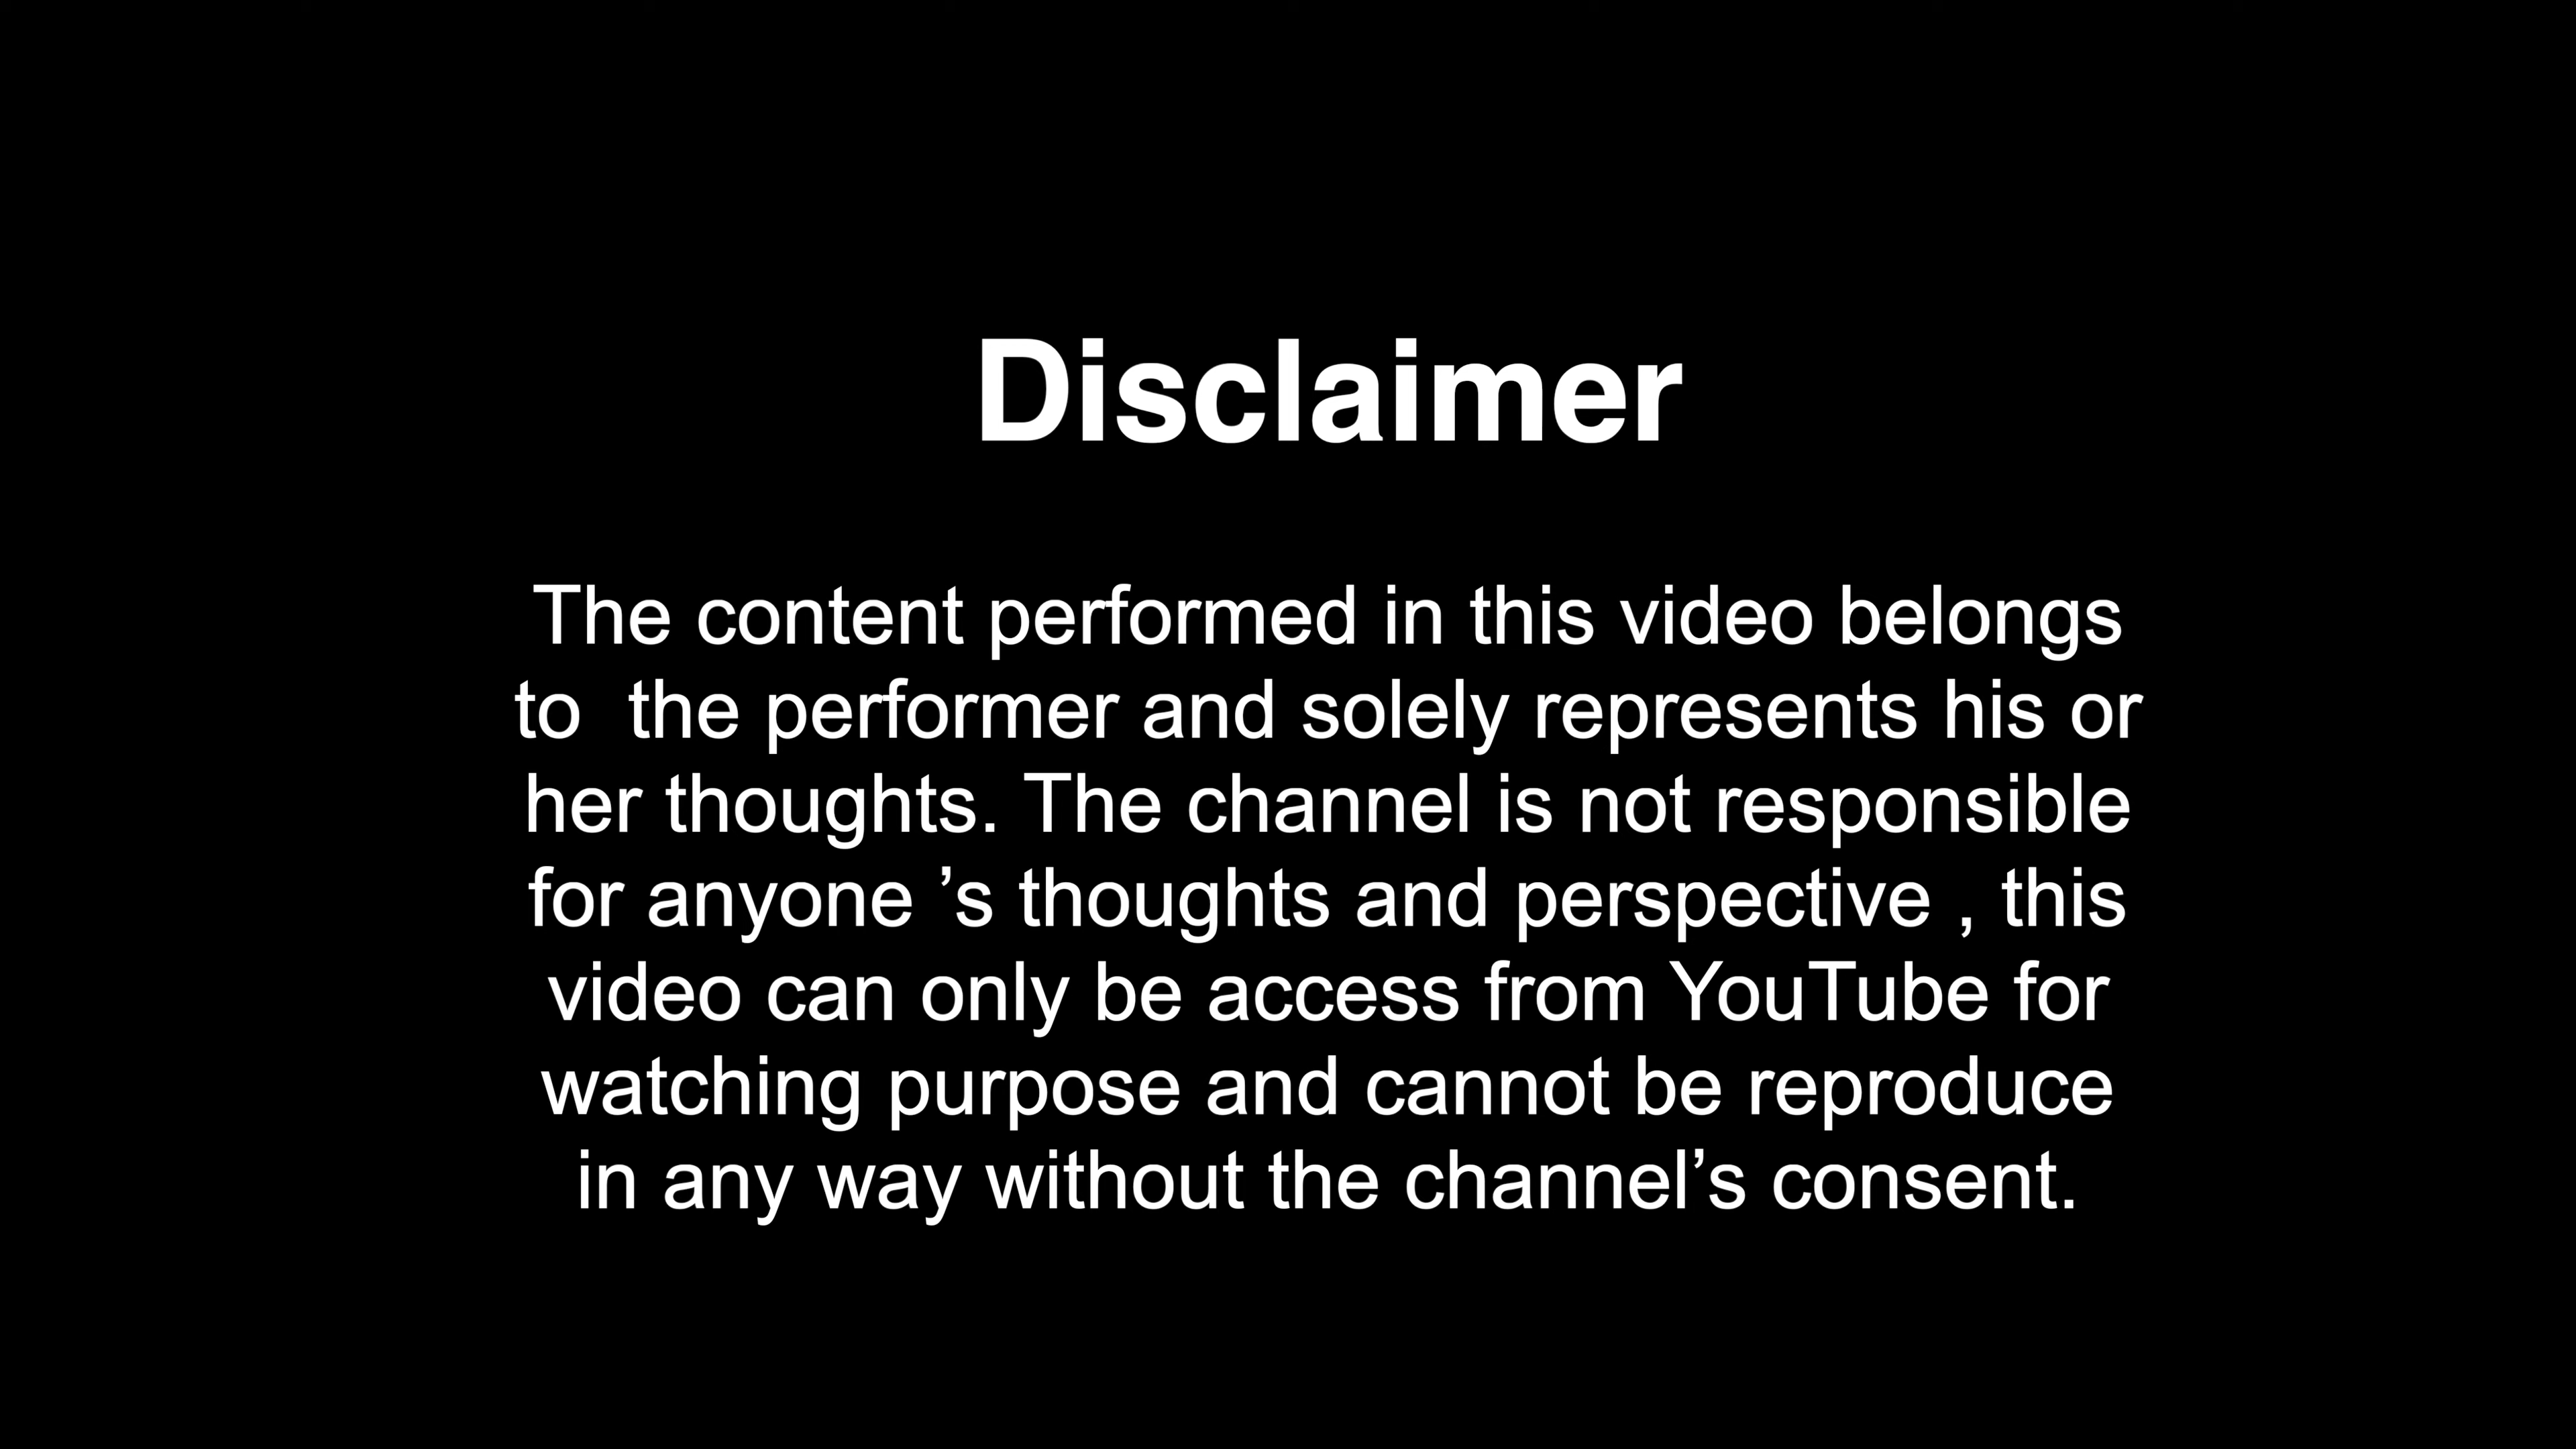 Disclaimer
The content performed in this video belongs
to  the performer and solely represents his or
her thoughts. The channel is not responsible
for anyone ’s thoughts and perspective , this
video can only be access from YouTube for
watching purpose and cannot be reproduce
in any way without the channel’s consent.